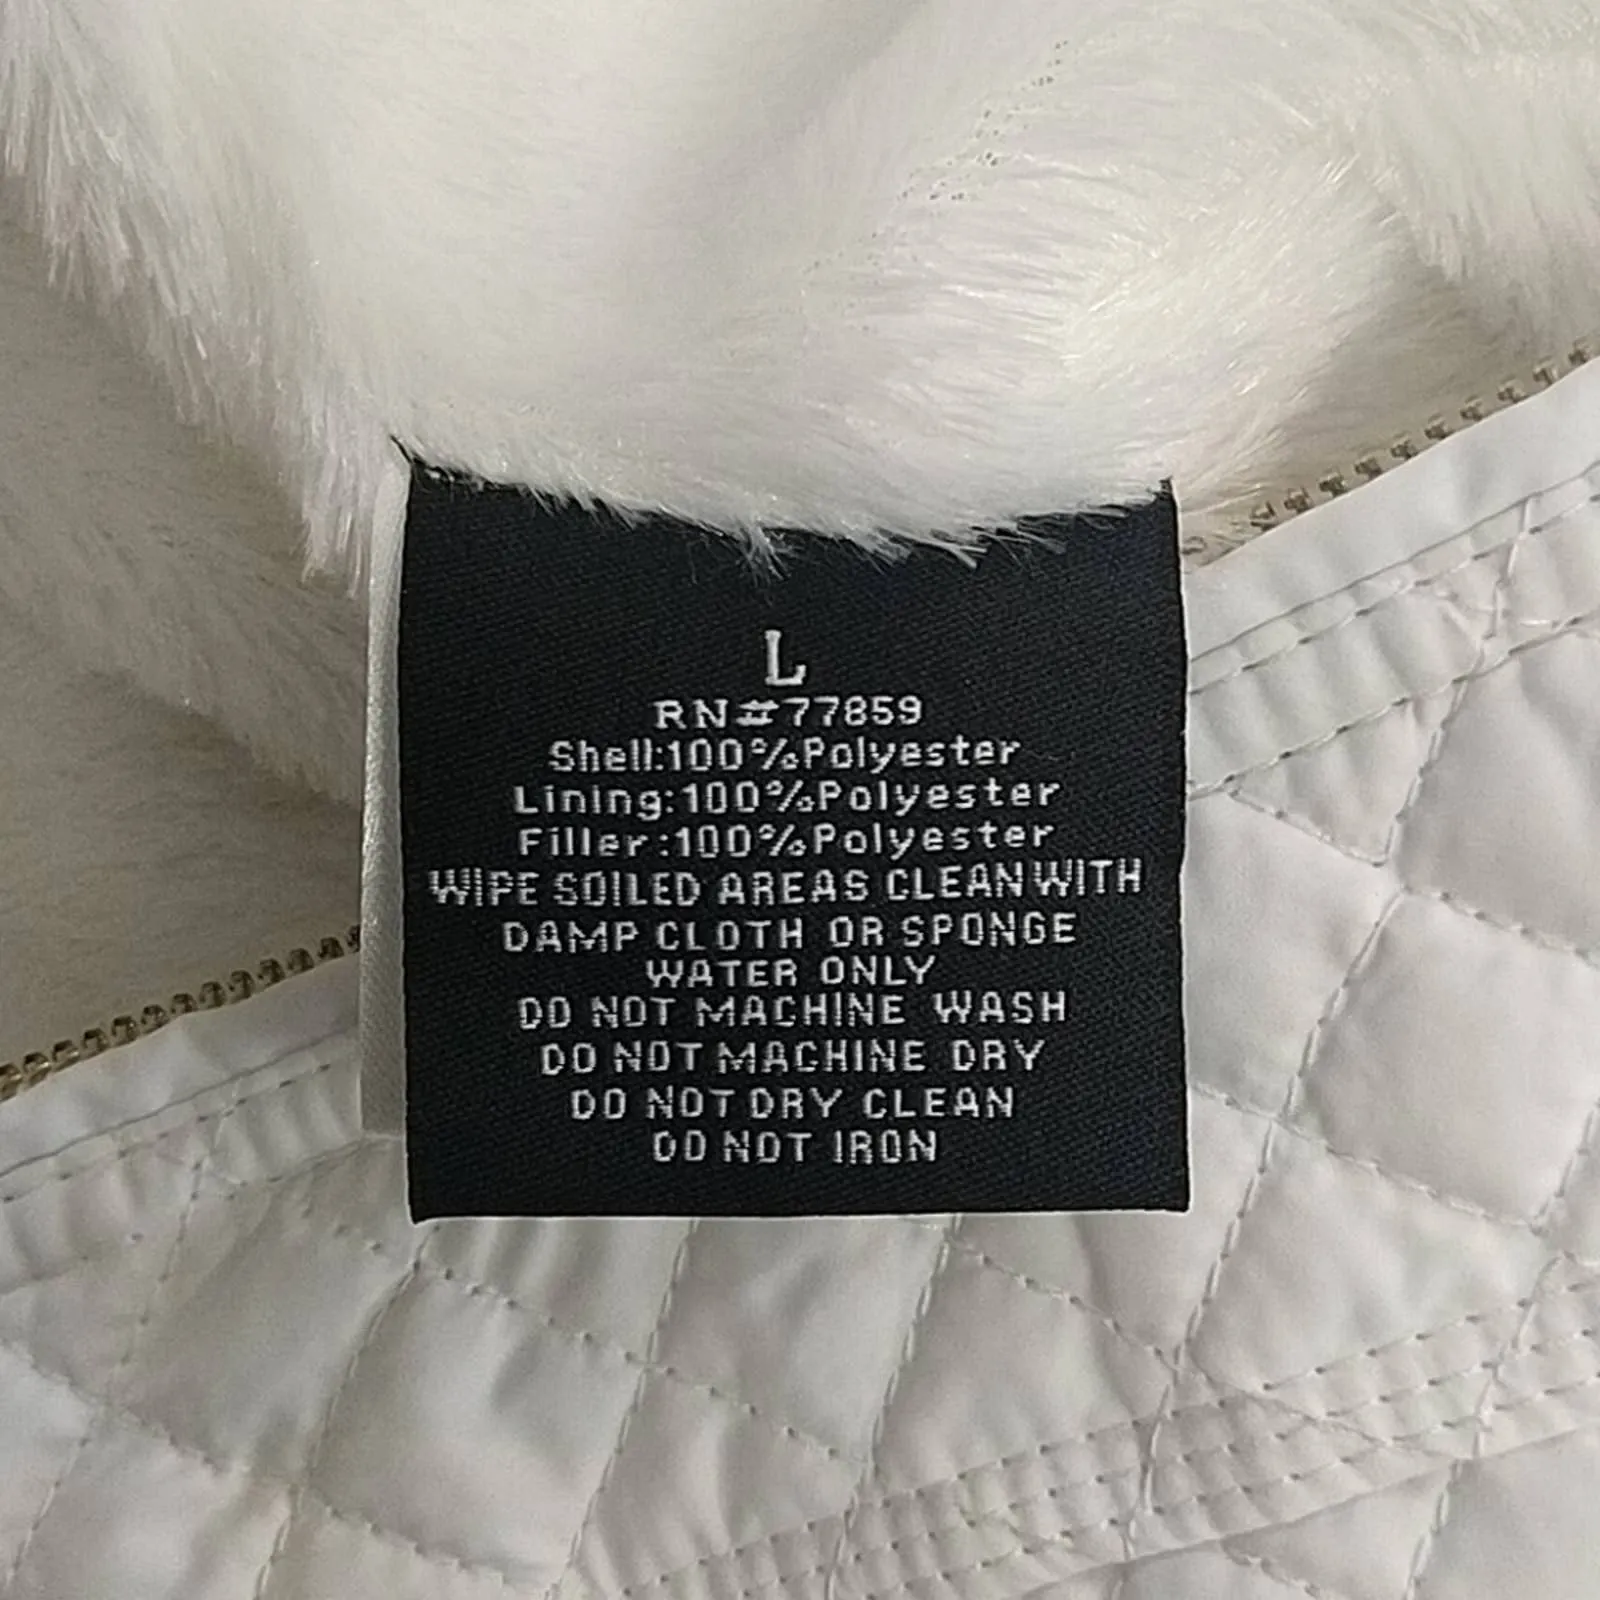 L
RN#77859
Shell:100%Polyester
Lining:100%Polyester
Filler:100%Polyester
WIPE SOILED AREAS CLEAN WITH
DAMP CLOTH OR SPONGE
WATER ONLY
DO NOT MACHINE WASH
DO NOT MACHINE DRY
DO NOT DRY CLEAN
DO NOT IRON